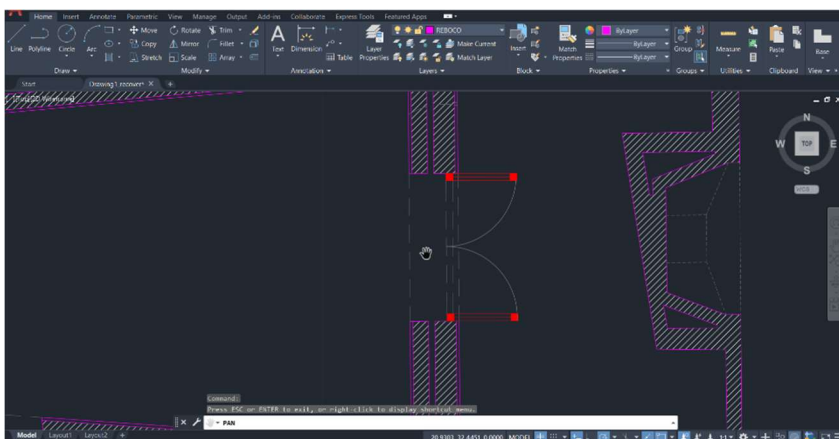 Home Insert Annotate Parametric View Manage Output Add-ins Collaborate Express Tools Featured Apps
Move Rotate Trim REBOCO ByLayer
Copy Mirror Fillet Make Current ByLayer
Line Polyline Circle Arc Stretch Scale Array Text Dimension Table Layer Properties Match Layer Insert Match Properties ByLayer Group Measure Paste Base
Draw Modify Annotation Layers Block Properties Groups Utilities Clipboard View
Start Drawing1 recover*
N
W TOP E
S
Command:
Press ESC or ENTER to exit, or right-click to display shortcut menu.
PAN
Model Layout1 Layout2 + MODEL 1:1